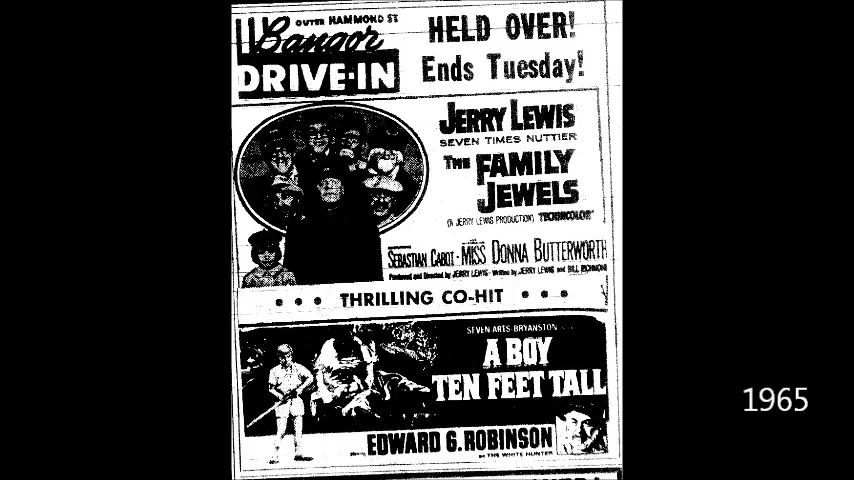 OUTER HAMMOND ST.
Bangor
DRIVE-IN
HELD OVER!
Ends Tuesday!
JERRY LEWIS
SEVEN TIMES NUTTIER
THE FAMILY
JEWELS
(A JERRY LEWIS PRODUCTION) TECHNICOLOR®
SEBASTIAN CABOT · MISS DONNA BUTTERWORTH
Produced and Directed by JERRY LEWIS · Written by JERRY LEWIS and BILL RICHMOND
• • • THRILLING CO-HIT • • •
SEVEN ARTS-BRYANSTON
A BOY
TEN FEET TALL
EDWARD G. ROBINSON
as THE WHITE HUNTER
1965